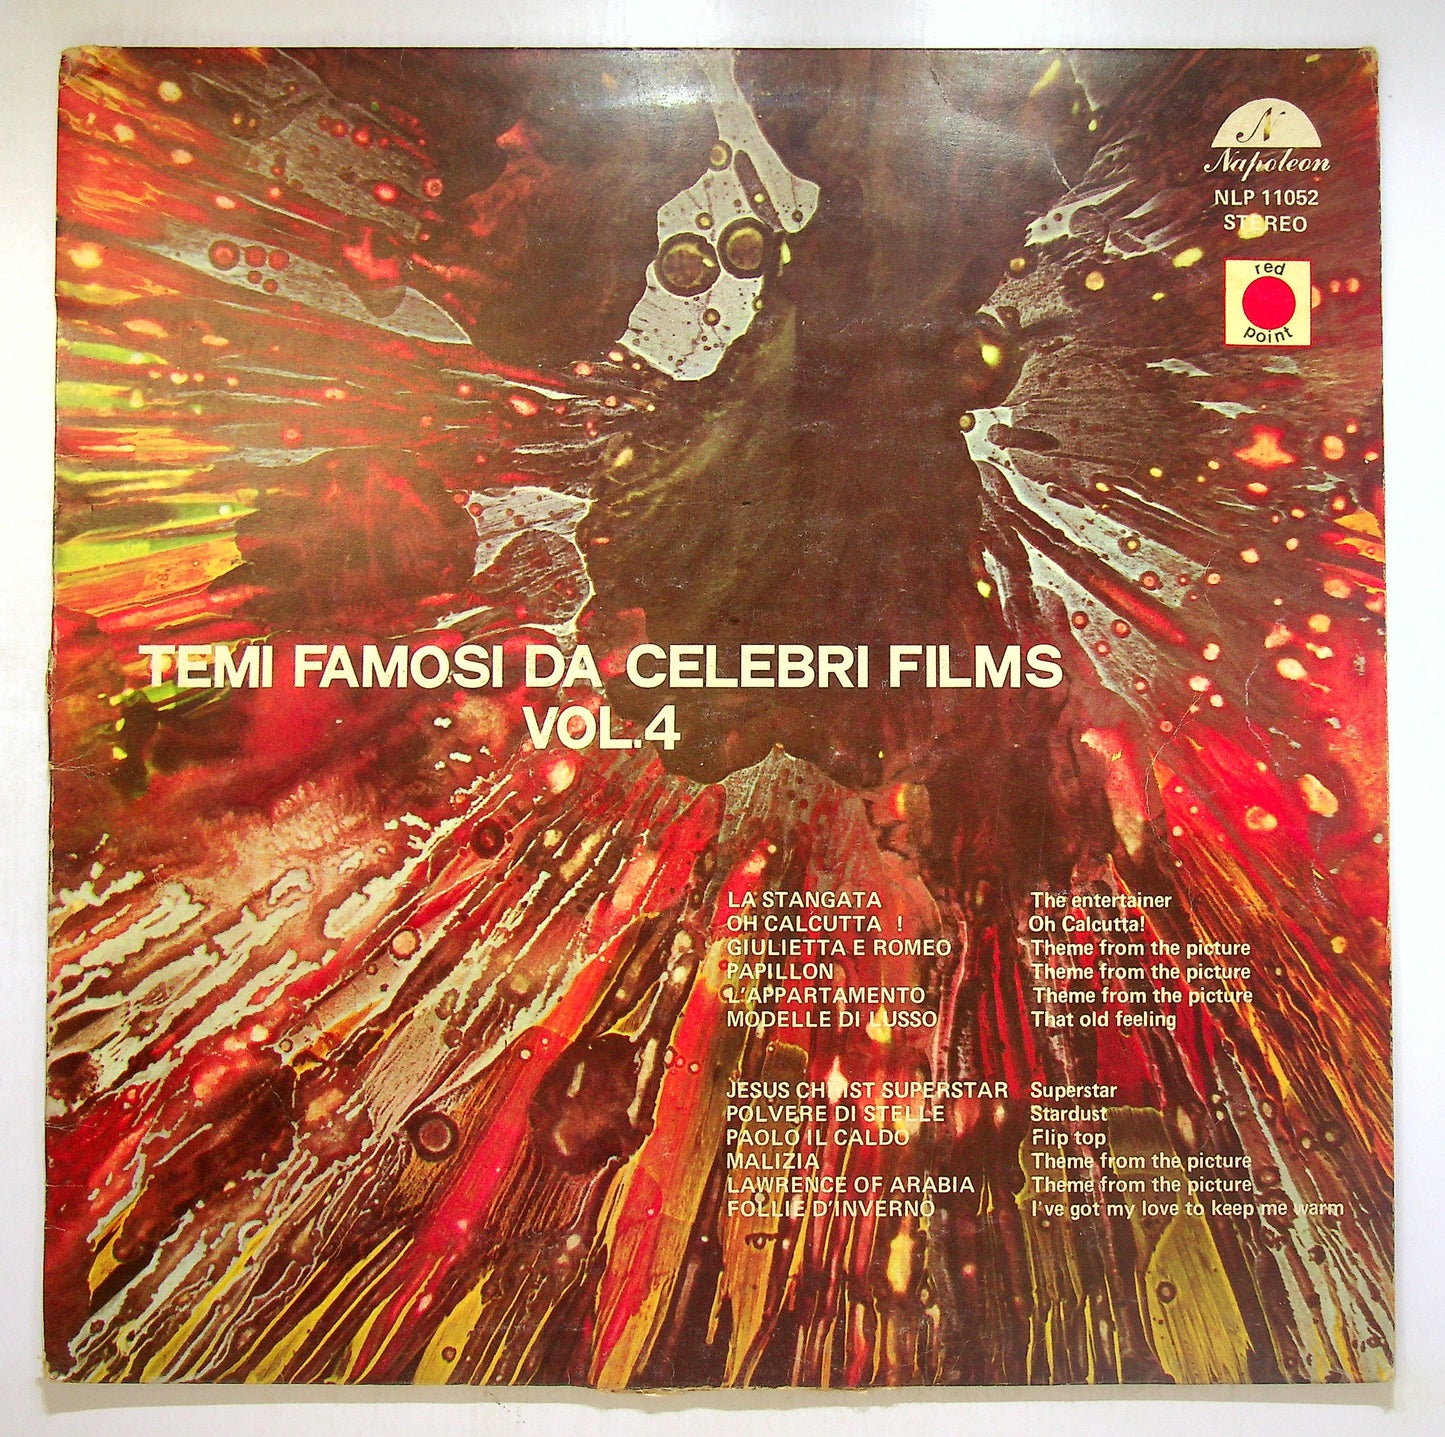 N
Napoleon
NLP 11052
STEREO
red
point
TEMI FAMOSI DA CELEBRI FILMS
VOL.4
LA STANGATA The entertainer
OH CALCUTTA ! Oh Calcutta!
GIULIETTA E ROMEO Theme from the picture
PAPILLON Theme from the picture
L'APPARTAMENTO Theme from the picture
MODELLE DI LUSSO That old feeling
JESUS CHRIST SUPERSTAR Superstar
POLVERE DI STELLE Stardust
PAOLO IL CALDO Flip top
MALIZIA Theme from the picture
LAWRENCE OF ARABIA Theme from the picture
FOLLIE D'INVERNO I've got my love to keep me warm